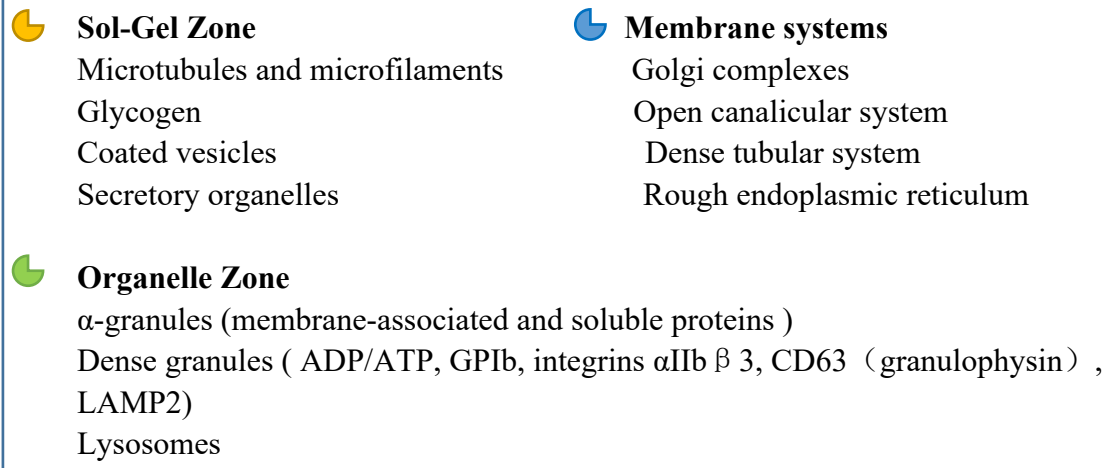 Sol-Gel Zone
Microtubules and microfilaments
Glycogen
Coated vesicles
Secretory organelles
Membrane systems
Golgi complexes
Open canalicular system
Dense tubular system
Rough endoplasmic reticulum
Organelle Zone
α-granules (membrane-associated and soluble proteins )
Dense granules ( ADP/ATP, GPIb, integrins αIIb β 3, CD63（granulophysin）,
LAMP2)
Lysosomes